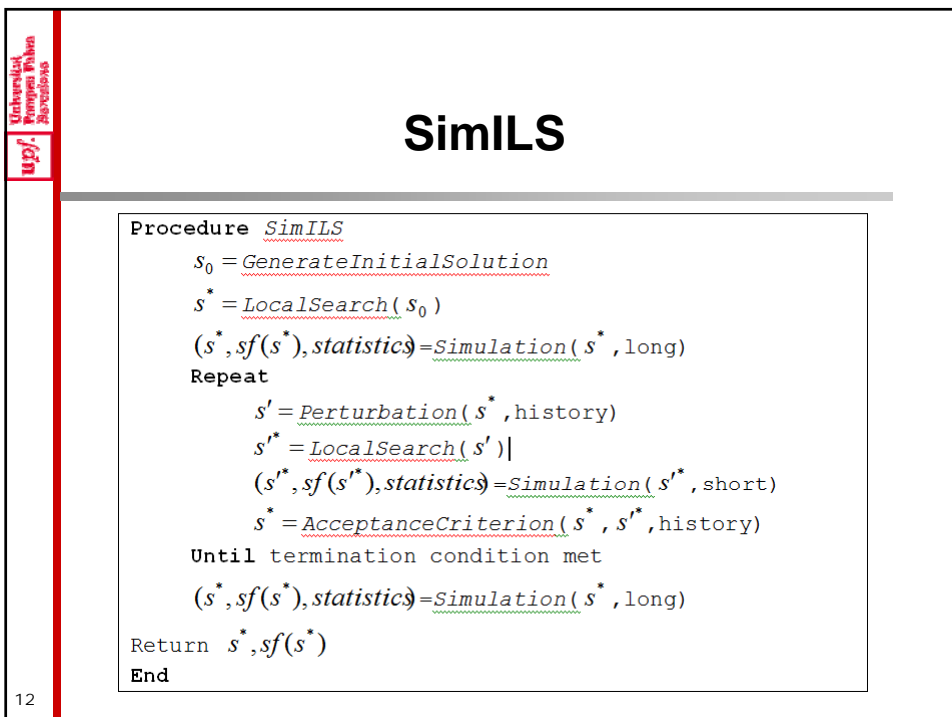 Universitat
Pompeu Fabra
Barcelona
upf.
SimILS
Procedure SimILS
s₀ = GenerateInitialSolution
s* = LocalSearch( s₀ )
(s*, sf(s*), statistics)=Simulation( s* ,long)
Repeat
s′ = Perturbation( s* ,history)
s′* = LocalSearch( s′ )
(s′*, sf(s′*), statistics)=Simulation( s′* ,short)
s* = AcceptanceCriterion( s* , s′* ,history)
Until termination condition met
(s*, sf(s*), statistics)=Simulation( s* ,long)
Return s*, sf(s*)
End
12